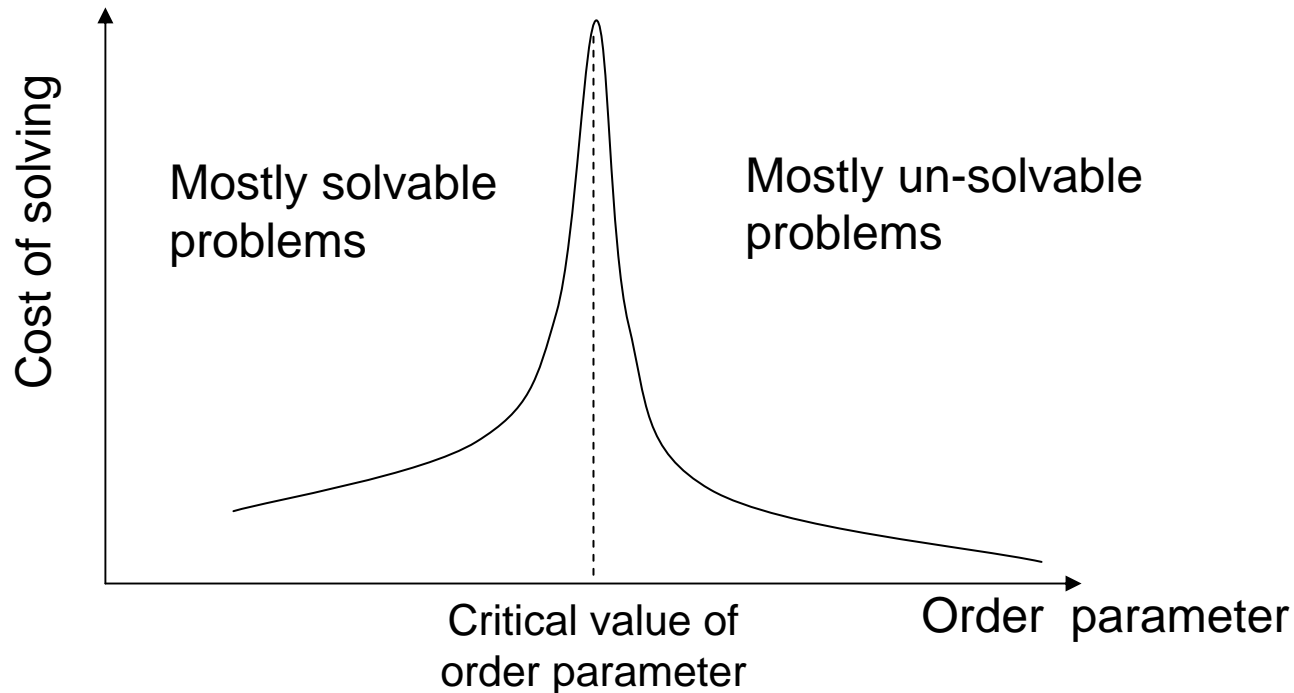 Cost of solving
Mostly solvable
problems
Mostly un-solvable
problems
Critical value of
order parameter
Order parameter